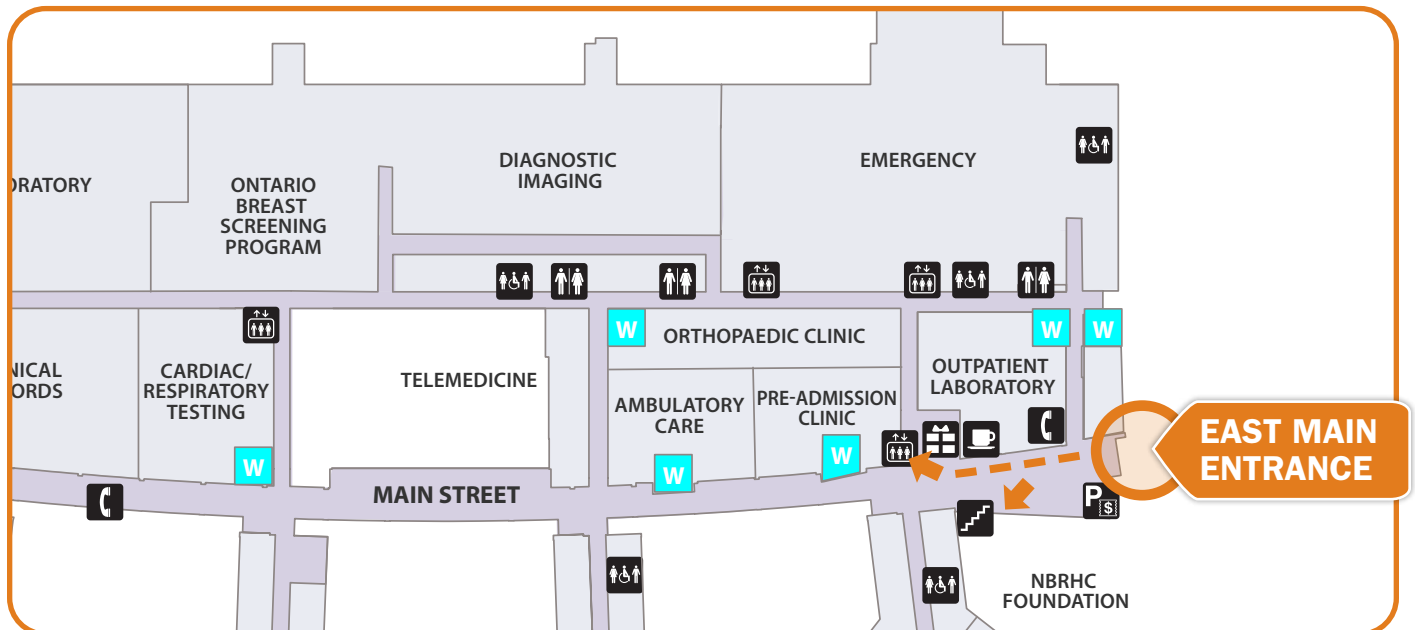 ORATORY
ONTARIO
BREAST
SCREENING
PROGRAM
DIAGNOSTIC
IMAGING
EMERGENCY
W
ORTHOPAEDIC CLINIC
W
W
NICAL
ORDS
CARDIAC/
RESPIRATORY
TESTING
W
TELEMEDICINE
AMBULATORY
CARE
W
PRE-ADMISSION
CLINIC
W
OUTPATIENT
LABORATORY
EAST MAIN
ENTRANCE
MAIN STREET
P $
NBRHC
FOUNDATION